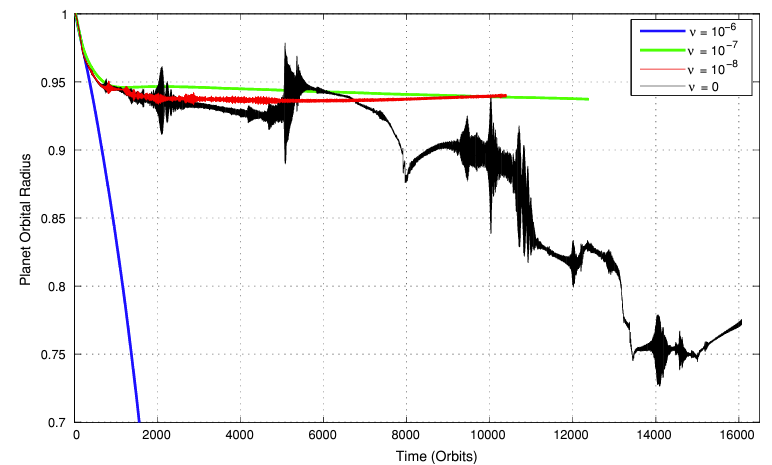 1
0.95
0.9
0.85
0.8
0.75
0.7
Planet Orbital Radius
0 2000 4000 6000 8000 10000 12000 14000 16000
Time (Orbits)
ν = 10⁻⁶
ν = 10⁻⁷
ν = 10⁻⁸
ν = 0